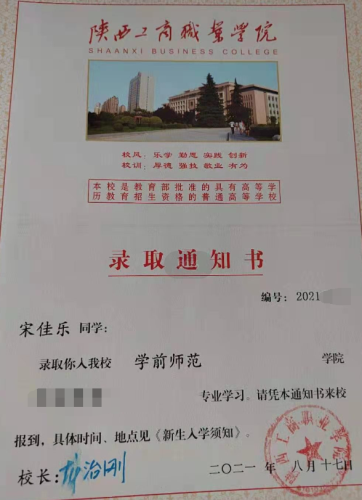 陕西工商职业学院
SHAANXI BUSINESS COLLEGE
校风：乐学 勤思 实践 创新
校训：厚德 强技 敬业 有为
本校是教育部批准的具有高等学
历教育招生资格的普通高等学校
录取通知书
编号：2021
宋佳乐同学：
录取你入我校 学前师范 学院
专业学习。请凭本通知书来校
报到，具体时间、地点见《新生入学须知》。
校长：
二〇二一年 八月十七日